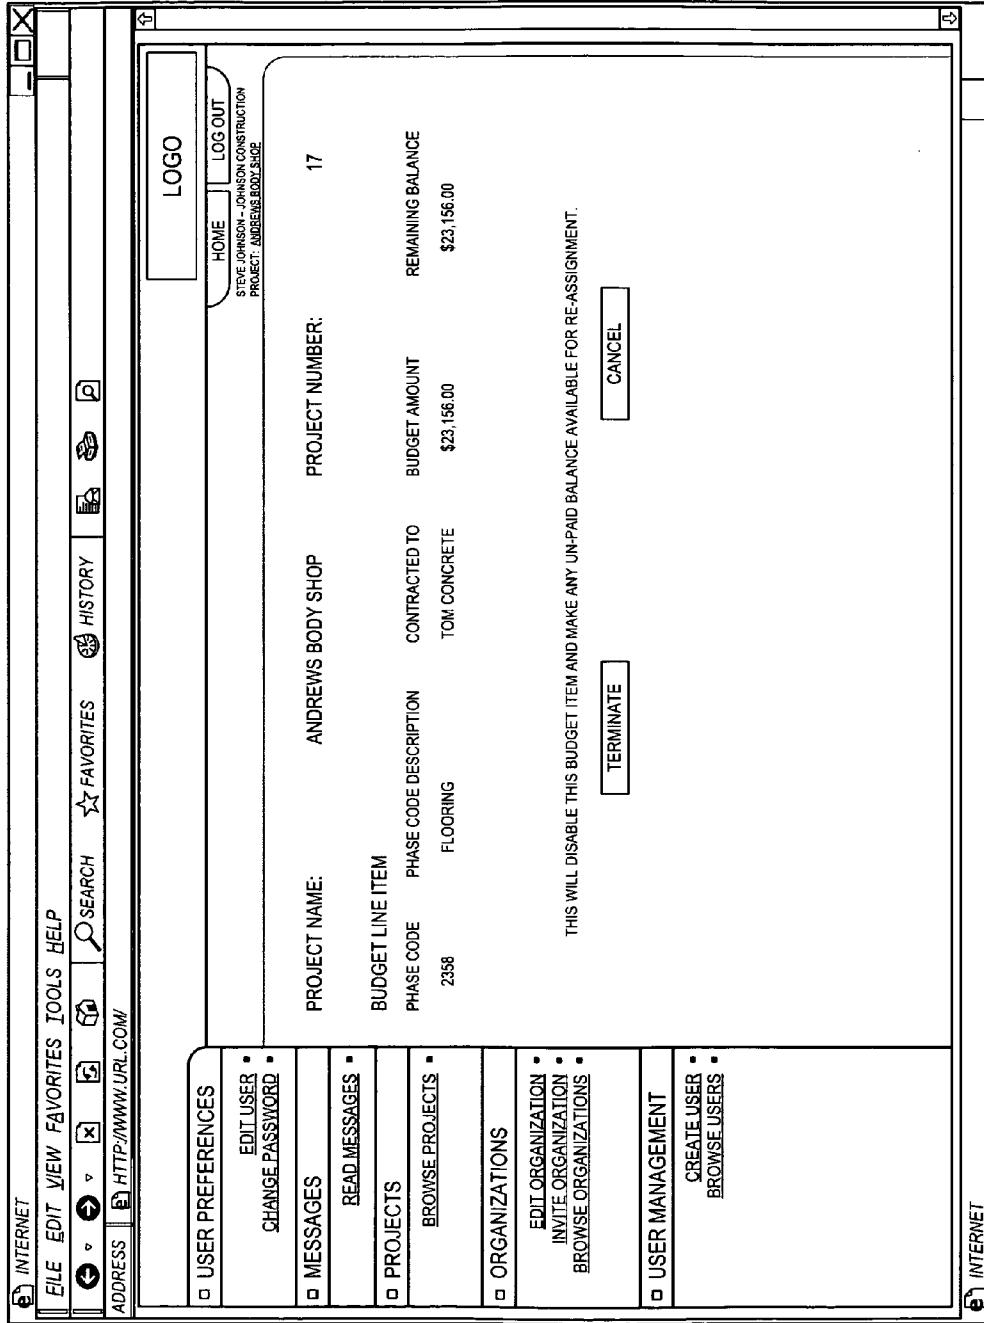 INTERNET
FILE EDIT VIEW FAVORITES TOOLS HELP
SEARCH FAVORITES HISTORY
ADDRESS HTTP://WWW.URL.COM/
LOGO
HOME LOG OUT
STEVE JOHNSON – JOHNSON CONSTRUCTION
PROJECT: ANDREWS BODY SHOP
USER PREFERENCES
EDIT USER
CHANGE PASSWORD
MESSAGES
READ MESSAGES
PROJECTS
BROWSE PROJECTS
ORGANIZATIONS
EDIT ORGANIZATION
INVITE ORGANIZATION
BROWSE ORGANIZATIONS
USER MANAGEMENT
CREATE USER
BROWSE USERS
PROJECT NAME: ANDREWS BODY SHOP PROJECT NUMBER: 17
BUDGET LINE ITEM
PHASE CODE PHASE CODE DESCRIPTION CONTRACTED TO BUDGET AMOUNT REMAINING BALANCE
2358 FLOORING TOM CONCRETE $23,156.00 $23,156.00
THIS WILL DISABLE THIS BUDGET ITEM AND MAKE ANY UN-PAID BALANCE AVAILABLE FOR RE-ASSIGNMENT.
TERMINATE CANCEL
INTERNET